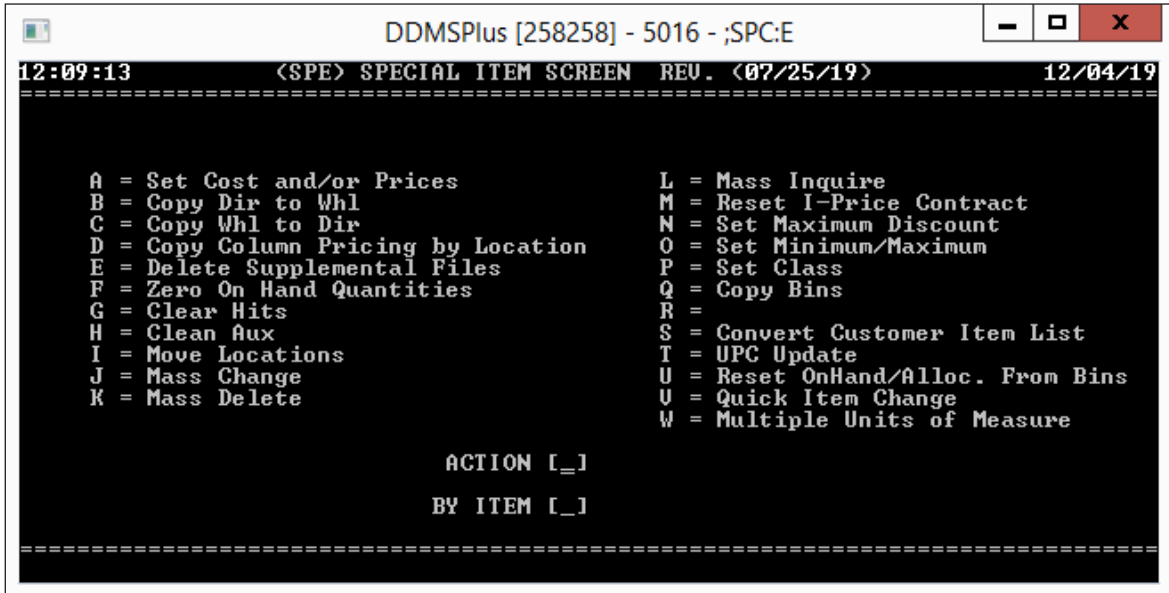 DDMSPlus [258258] - 5016 - ;SPC:E
12:09:13 (SPE) SPECIAL ITEM SCREEN REV. (07/25/19) 12/04/19
================================================================================
A = Set Cost and/or Prices L = Mass Inquire
B = Copy Dir to Whl M = Reset I-Price Contract
C = Copy Whl to Dir N = Set Maximum Discount
D = Copy Column Pricing by Location O = Set Minimum/Maximum
E = Delete Supplemental Files P = Set Class
F = Zero On Hand Quantities Q = Copy Bins
G = Clear Hits R =
H = Clean Aux S = Convert Customer Item List
I = Move Locations T = UPC Update
J = Mass Change U = Reset OnHand/Alloc. From Bins
K = Mass Delete V = Quick Item Change
W = Multiple Units of Measure
ACTION [_]
BY ITEM [_]
================================================================================